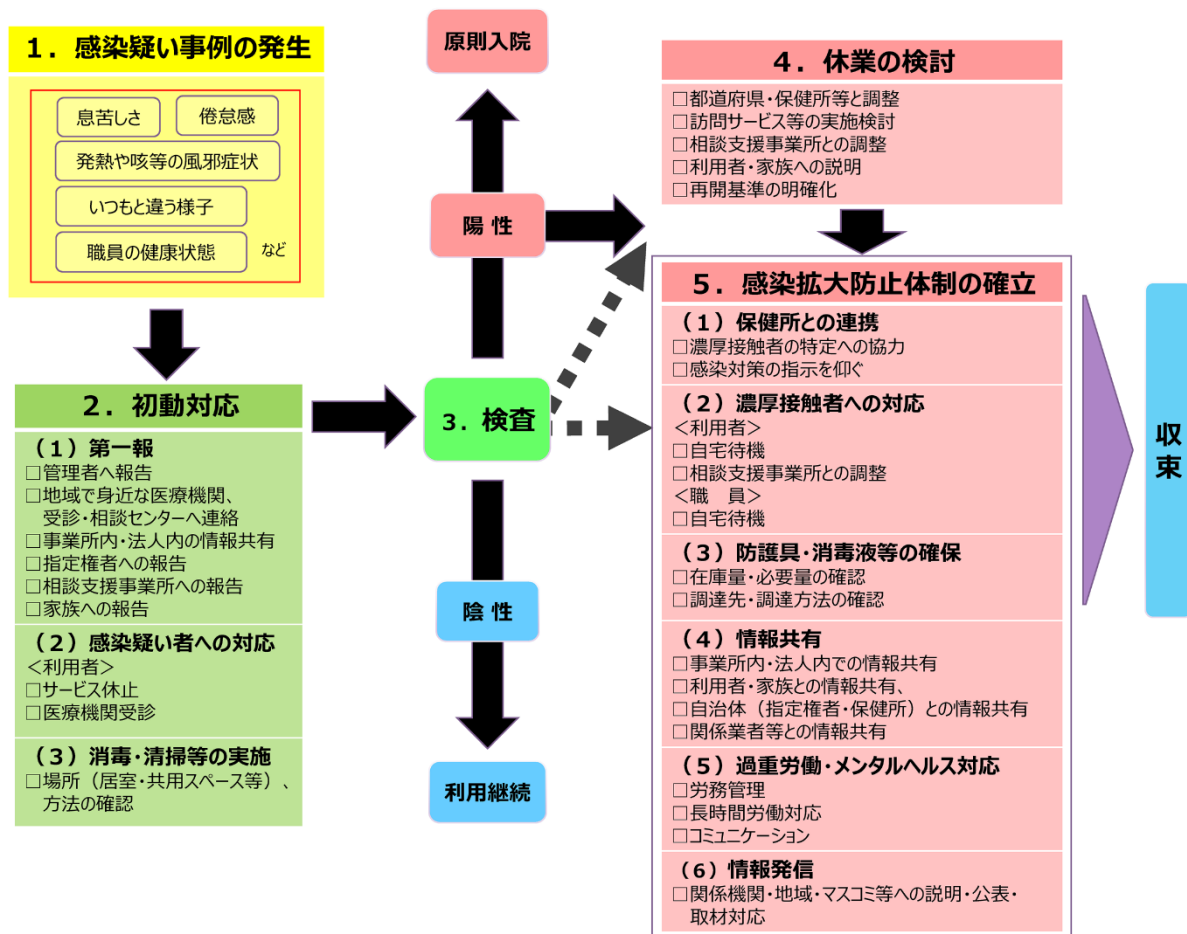 1．感染疑い事例の発生
息苦しさ
倦怠感
発熱や咳等の風邪症状
いつもと違う様子
職員の健康状態
など
2．初動対応
（1）第一報
□管理者へ報告
□地域で身近な医療機関、
受診・相談センターへ連絡
□事業所内・法人内の情報共有
□指定権者への報告
□相談支援事業所への報告
□家族への報告
（2）感染疑い者への対応
＜利用者＞
□サービス休止
□医療機関受診
（3）消毒・清掃等の実施
□場所（居室・共用スペース等）、
方法の確認
原則入院
陽 性
3．検査
陰 性
利用継続
4．休業の検討
□都道府県・保健所等と調整
□訪問サービス等の実施検討
□相談支援事業所との調整
□利用者・家族への説明
□再開基準の明確化
5．感染拡大防止体制の確立
（1）保健所との連携
□濃厚接触者の特定への協力
□感染対策の指示を仰ぐ
（2）濃厚接触者への対応
＜利用者＞
□自宅待機
□相談支援事業所との調整
＜職　員＞
□自宅待機
（3）防護具・消毒液等の確保
□在庫量・必要量の確認
□調達先・調達方法の確認
（4）情報共有
□事業所内・法人内での情報共有
□利用者・家族との情報共有、
□自治体（指定権者・保健所）との情報共有
□関係業者等との情報共有
（5）過重労働・メンタルヘルス対応
□労務管理
□長時間労働対応
□コミュニケーション
（6）情報発信
□関係機関・地域・マスコミ等への説明・公表・
取材対応
収束